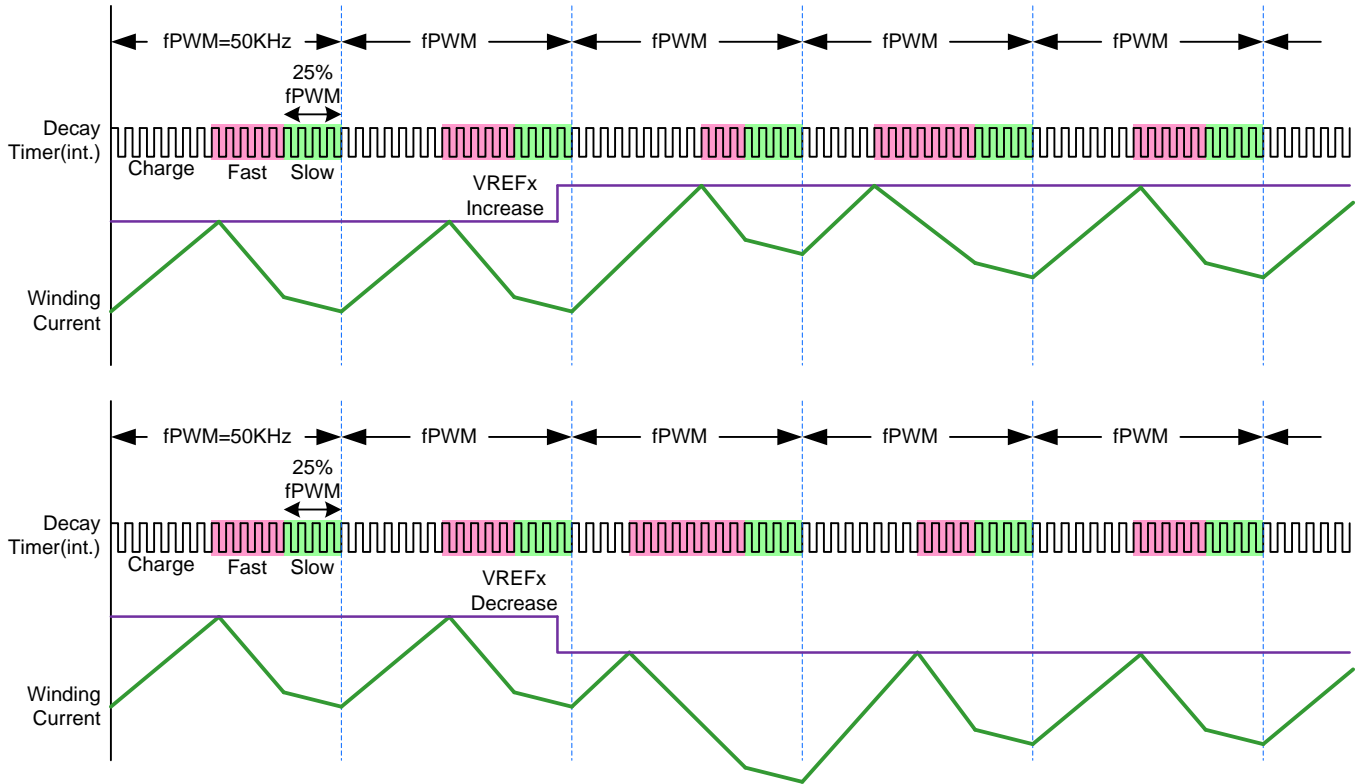 fPWM=50KHz fPWM fPWM fPWM fPWM
25%
fPWM
Decay
Timer(int.)
Charge Fast Slow
VREFx
Increase
Winding
Current
fPWM=50KHz fPWM fPWM fPWM fPWM
25%
fPWM
Decay
Timer(int.)
Charge Fast Slow
VREFx
Decrease
Winding
Current